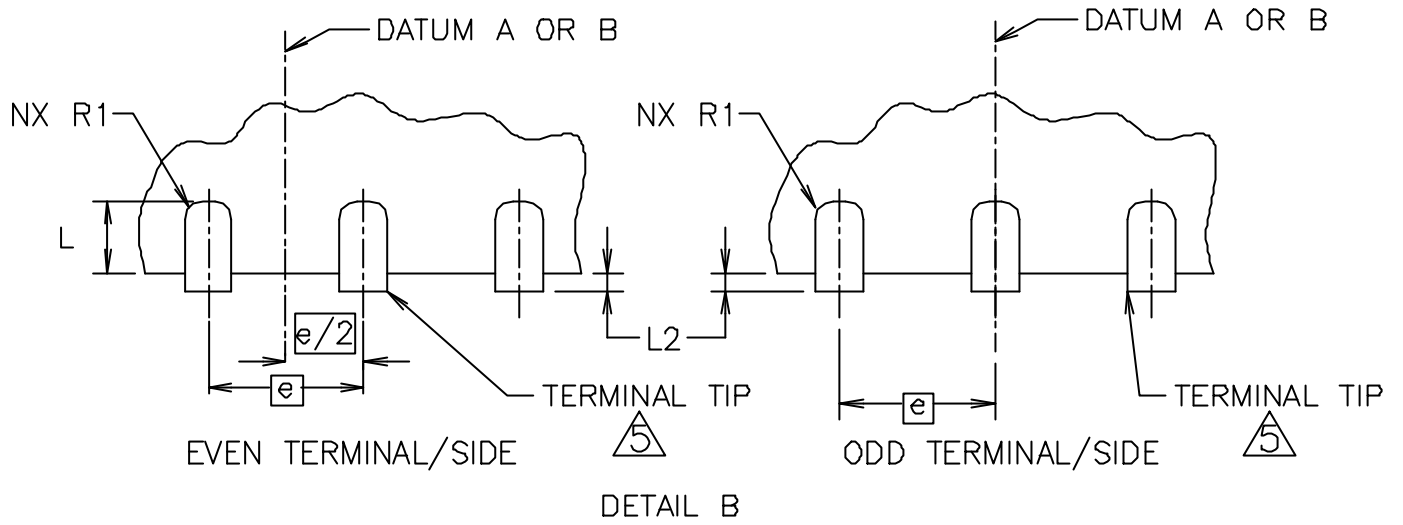 DATUM A OR B
DATUM A OR B
NX R1
NX R1
L
e/2
L2
e
TERMINAL TIP
e
TERMINAL TIP
5
5
EVEN TERMINAL/SIDE
ODD TERMINAL/SIDE
DETAIL B